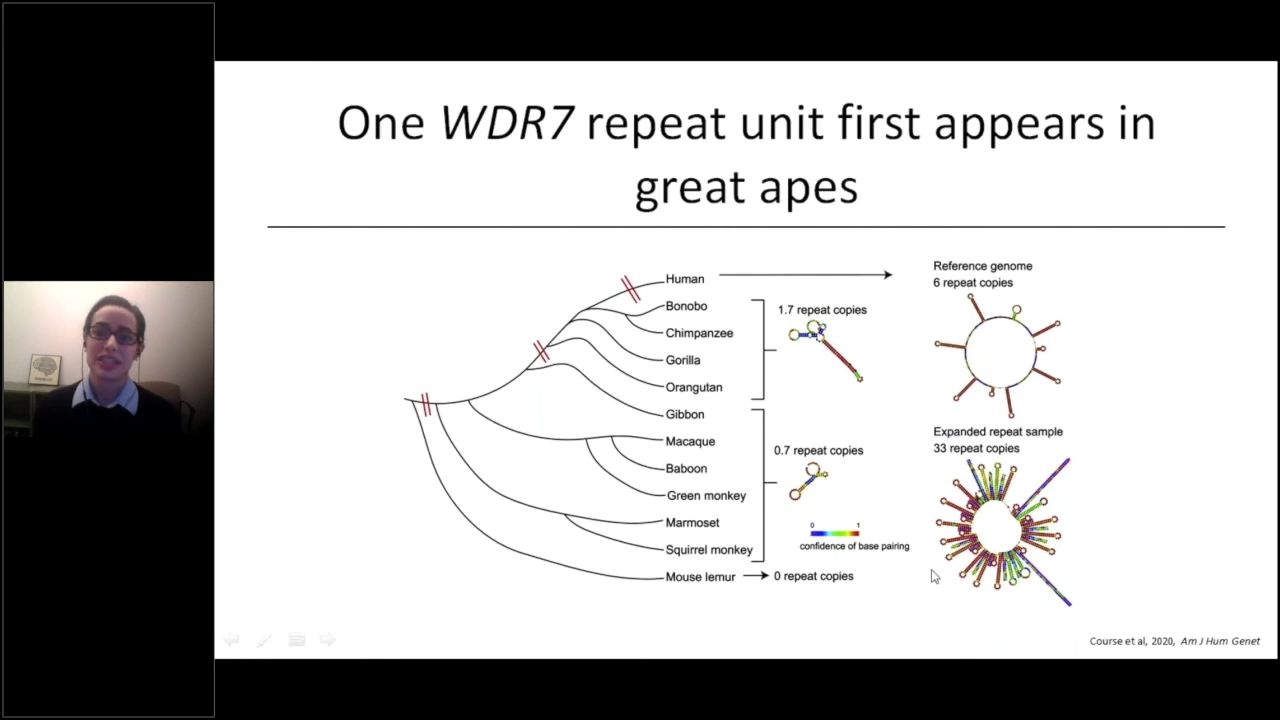 One WDR7 repeat unit first appears in
great apes
Human
Bonobo
Chimpanzee
Gorilla
Orangutan
Gibbon
Macaque
Baboon
Green monkey
Marmoset
Squirrel monkey
Mouse lemur
1.7 repeat copies
0.7 repeat copies
0 1
confidence of base pairing
0 repeat copies
Reference genome
6 repeat copies
Expanded repeat sample
33 repeat copies
Course et al, 2020, Am J Hum Genet